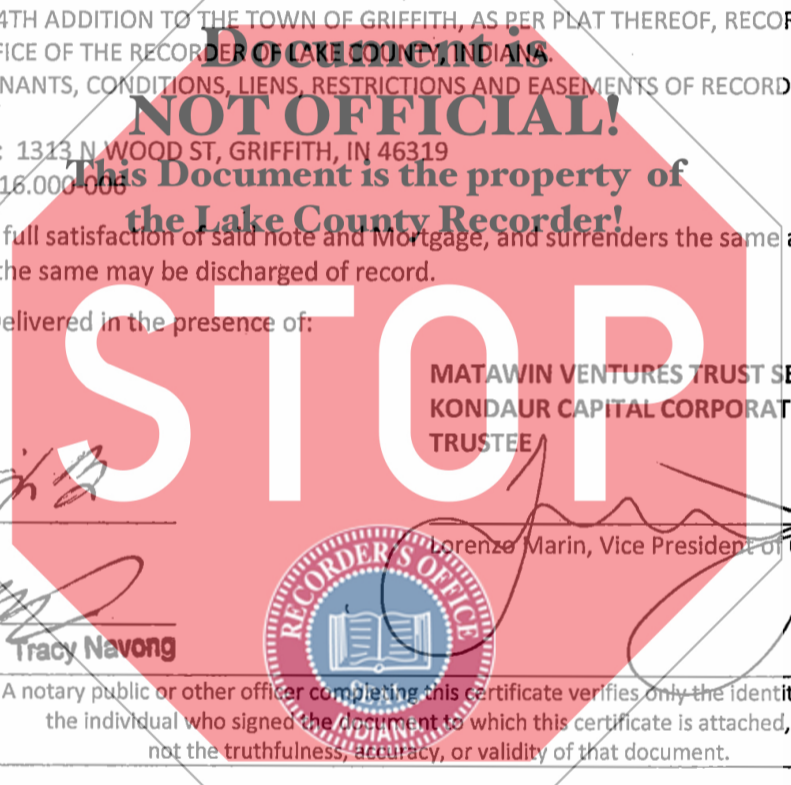 4TH ADDITION TO THE TOWN OF GRIFFITH, AS PER PLAT THEREOF, RECOR
FICE OF THE RECORDER OF LAKE COUNTY, INDIANA.
Document is
NANTS, CONDITIONS, LIENS, RESTRICTIONS AND EASEMENTS OF RECORD
NOT OFFICIAL!
: 1313 N WOOD ST, GRIFFITH, IN 46319
This Document is the property of
16.000-006
the Lake County Recorder!
full satisfaction of said note and Mortgage, and surrenders the same a
the same may be discharged of record.
elivered in the presence of:
STOP
MATAWIN VENTURES TRUST SE
KONDAUR CAPITAL CORPORAT
TRUSTEE
Lorenzo Marin, Vice President of
RECORDER'S OFFICE
SEAL
INDIANA
Tracy Navong
A notary public or other officer completing this certificate verifies only the identit
the individual who signed the document to which this certificate is attached,
not the truthfulness, accuracy, or validity of that document.